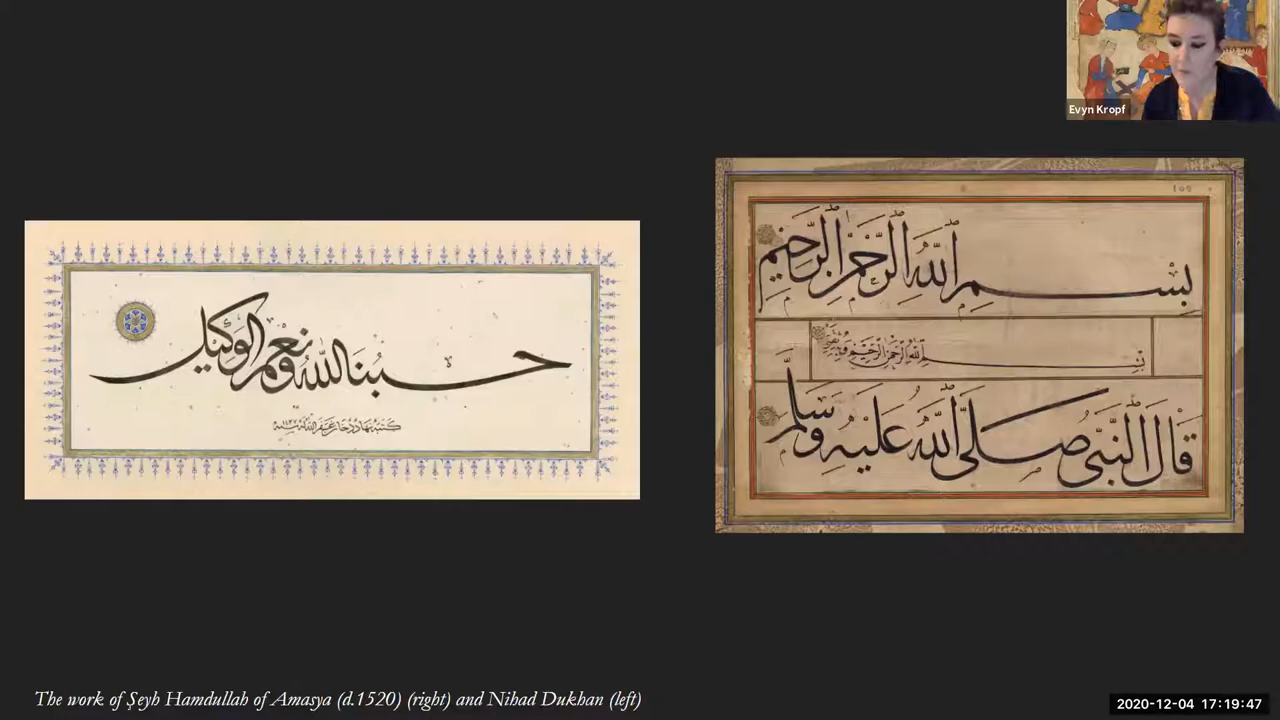 Evyn Kropf
حسبنا الله ونعم الوكيل
بسم الله الرحمن الرحيم
قال النبي صلى الله عليه وسلم
The work of Şeyh Hamdullah of Amasya (d.1520) (right) and Nihad Dukhan (left)
2020-12-04 17:19:47